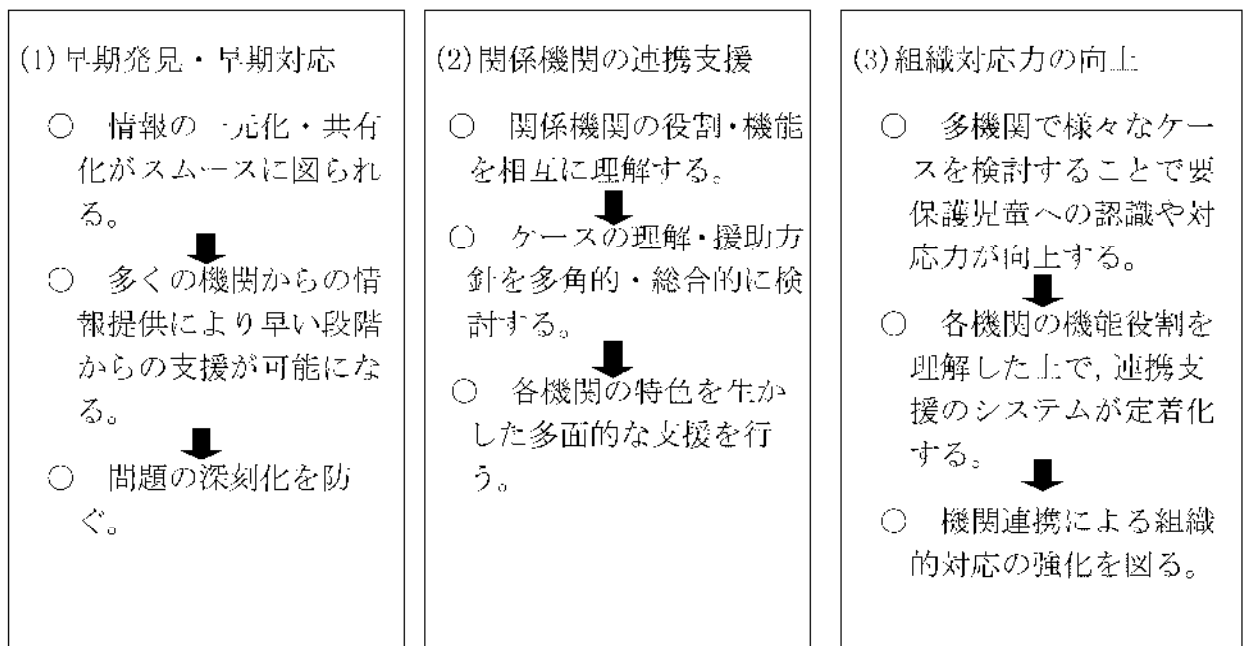 (1)早期発見・早期対応
○　情報の一元化・共有
化がスムースに図られ
る。
○　多くの機関からの情
報提供により早い段階
からの支援が可能にな
る。
○　問題の深刻化を防
ぐ。
(2)関係機関の連携支援
○　関係機関の役割・機能
を相互に理解する。
○　ケースの理解・援助方
針を多角的・総合的に検
討する。
○　各機関の特色を生か
した多面的な支援を行
う。
(3)組織対応力の向上
○　多機関で様々なケー
スを検討することで要
保護児童への認識や対
応力が向上する。
○　各機関の機能役割を
理解した上で,連携支
援のシステムが定着化
する。
○　機関連携による組織
的対応の強化を図る。